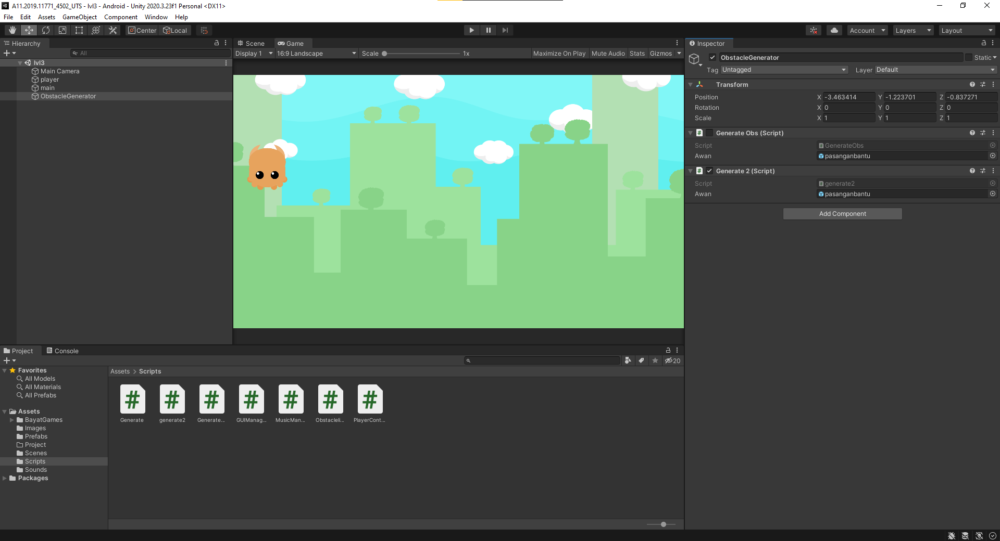 A11.2019.11771_4502_UTS - lvl3 - Android - Unity 2020.3.23f1 Personal <DX11>
File Edit Assets GameObject Component Window Help
Center Local
Account Layers Layout
Hierarchy
All
lvl3
Main Camera
player
main
ObstacleGenerator
Scene Game
Display 1 16:9 Landscape Scale 1x Maximize On Play Mute Audio Stats Gizmos
Inspector
ObstacleGenerator Static
Tag Untagged Layer Default
Transform
Position X -3.463414 Y -1.223701 Z -0.837271
Rotation X 0 Y 0 Z 0
Scale X 1 Y 1 Z 1
Generate Obs (Script)
Script GenerateObs
Awan pasanganbantu
Generate 2 (Script)
Script generate2
Awan pasanganbantu
Add Component
Project Console
20
Favorites
All Models
All Materials
All Prefabs
Assets
BayatGames
Images
Prefabs
Project
Scenes
Scripts
Sounds
Packages
Assets > Scripts
Generate generate2 Generate... GUIManag... MusicMan... Obstacleli... PlayerCont...